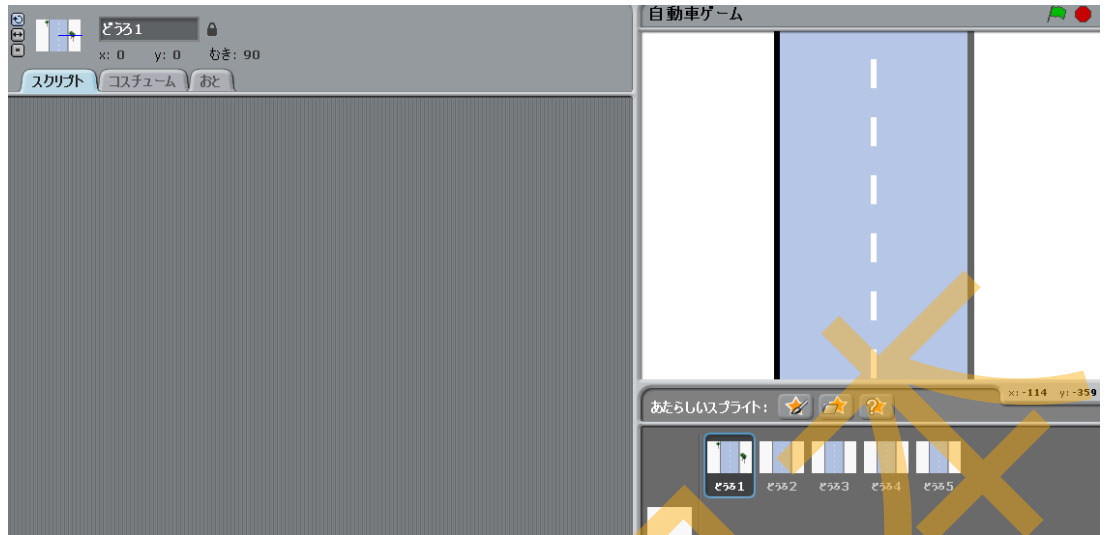 どうろ1
x: 0 y: 0 むき: 90
スクリプト コスチューム おと
自動車ゲーム
x: -114 y: -359
あたらしいスプライト:
どうろ1 どうろ2 どうろ3 どうろ4 どうろ5